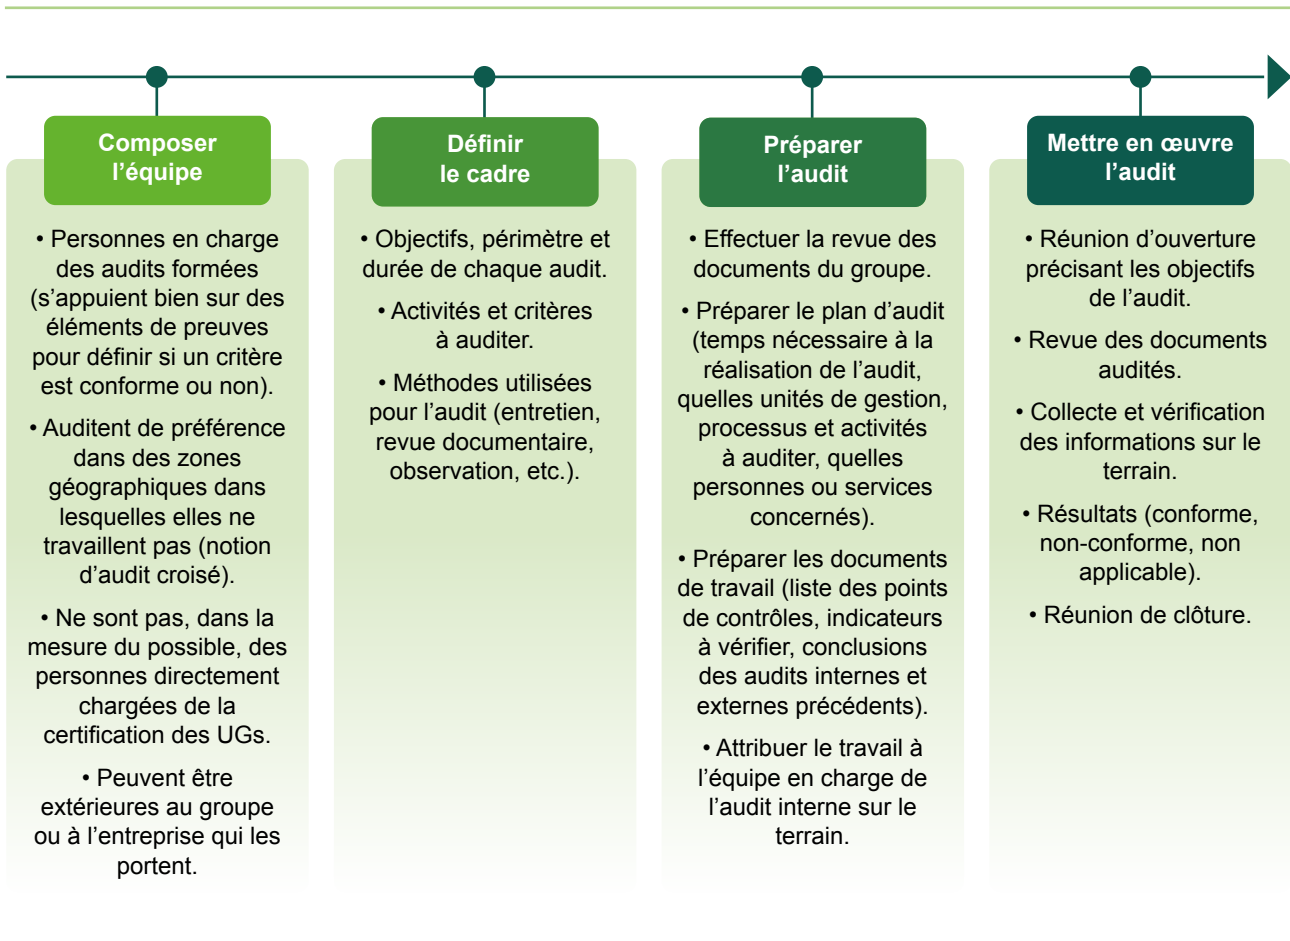 Composer
l’équipe
• Personnes en charge
des audits formées
(s’appuient bien sur des
éléments de preuves
pour définir si un critère
est conforme ou non).
• Auditent de préférence
dans des zones
géographiques dans
lesquelles elles ne
travaillent pas (notion
d’audit croisé).
• Ne sont pas, dans la
mesure du possible, des
personnes directement
chargées de la
certification des UGs.
• Peuvent être
extérieures au groupe
ou à l’entreprise qui les
portent.
Définir
le cadre
• Objectifs, périmètre et
durée de chaque audit.
• Activités et critères
à auditer.
• Méthodes utilisées
pour l’audit (entretien,
revue documentaire,
observation, etc.).
Préparer
l’audit
• Effectuer la revue des
documents du groupe.
• Préparer le plan d’audit
(temps nécessaire à la
réalisation de l’audit,
quelles unités de gestion,
processus et activités
à auditer, quelles
personnes ou services
concernés).
• Préparer les documents
de travail (liste des points
de contrôles, indicateurs
à vérifier, conclusions
des audits internes et
externes précédents).
• Attribuer le travail à
l’équipe en charge de
l’audit interne sur le
terrain.
Mettre en œuvre
l’audit
• Réunion d’ouverture
précisant les objectifs
de l’audit.
• Revue des documents
audités.
• Collecte et vérification
des informations sur le
terrain.
• Résultats (conforme,
non-conforme, non
applicable).
• Réunion de clôture.